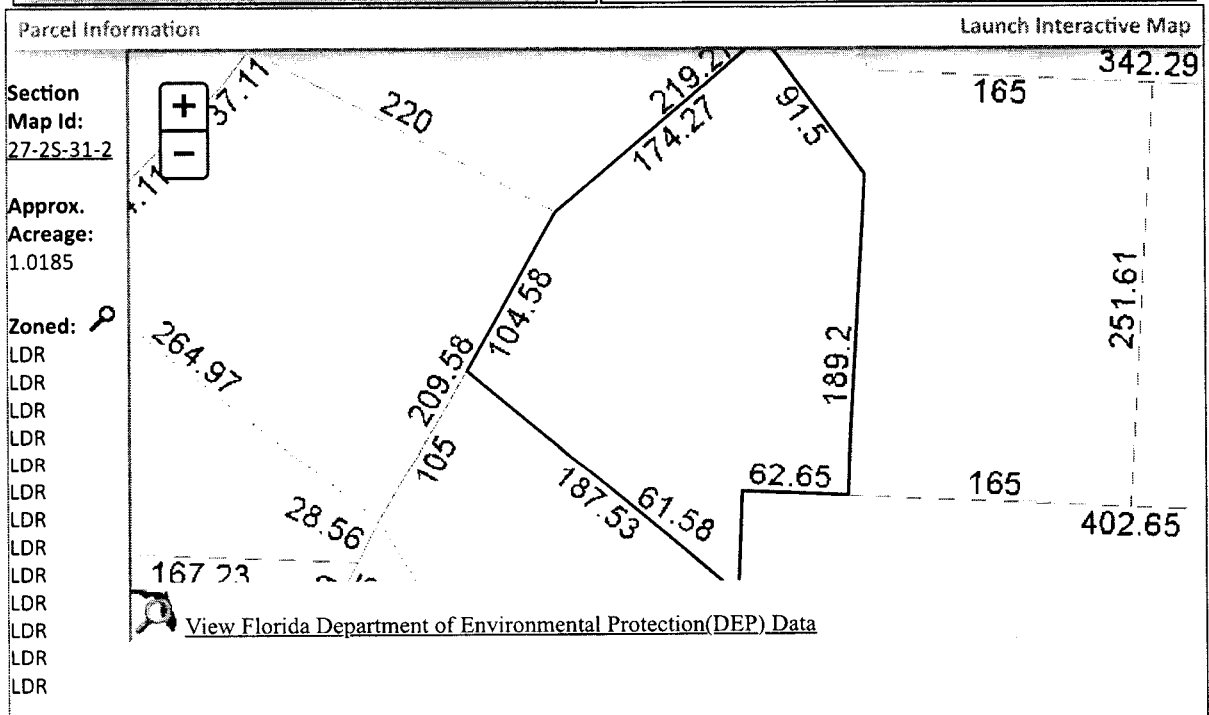 Parcel Information
Launch Interactive Map
Section
Map Id:
27-2S-31-2
Approx.
Acreage:
1.0185
Zoned:
LDR
LDR
LDR
LDR
LDR
LDR
LDR
LDR
LDR
LDR
LDR
LDR
LDR
+
−
37.11
220
219.27
174.27
91.5
342.29
165
104.58
251.61
264.97
209.58
189.2
105
187.53
61.58
62.65
165
402.65
28.56
167.23
View Florida Department of Environmental Protection(DEP) Data